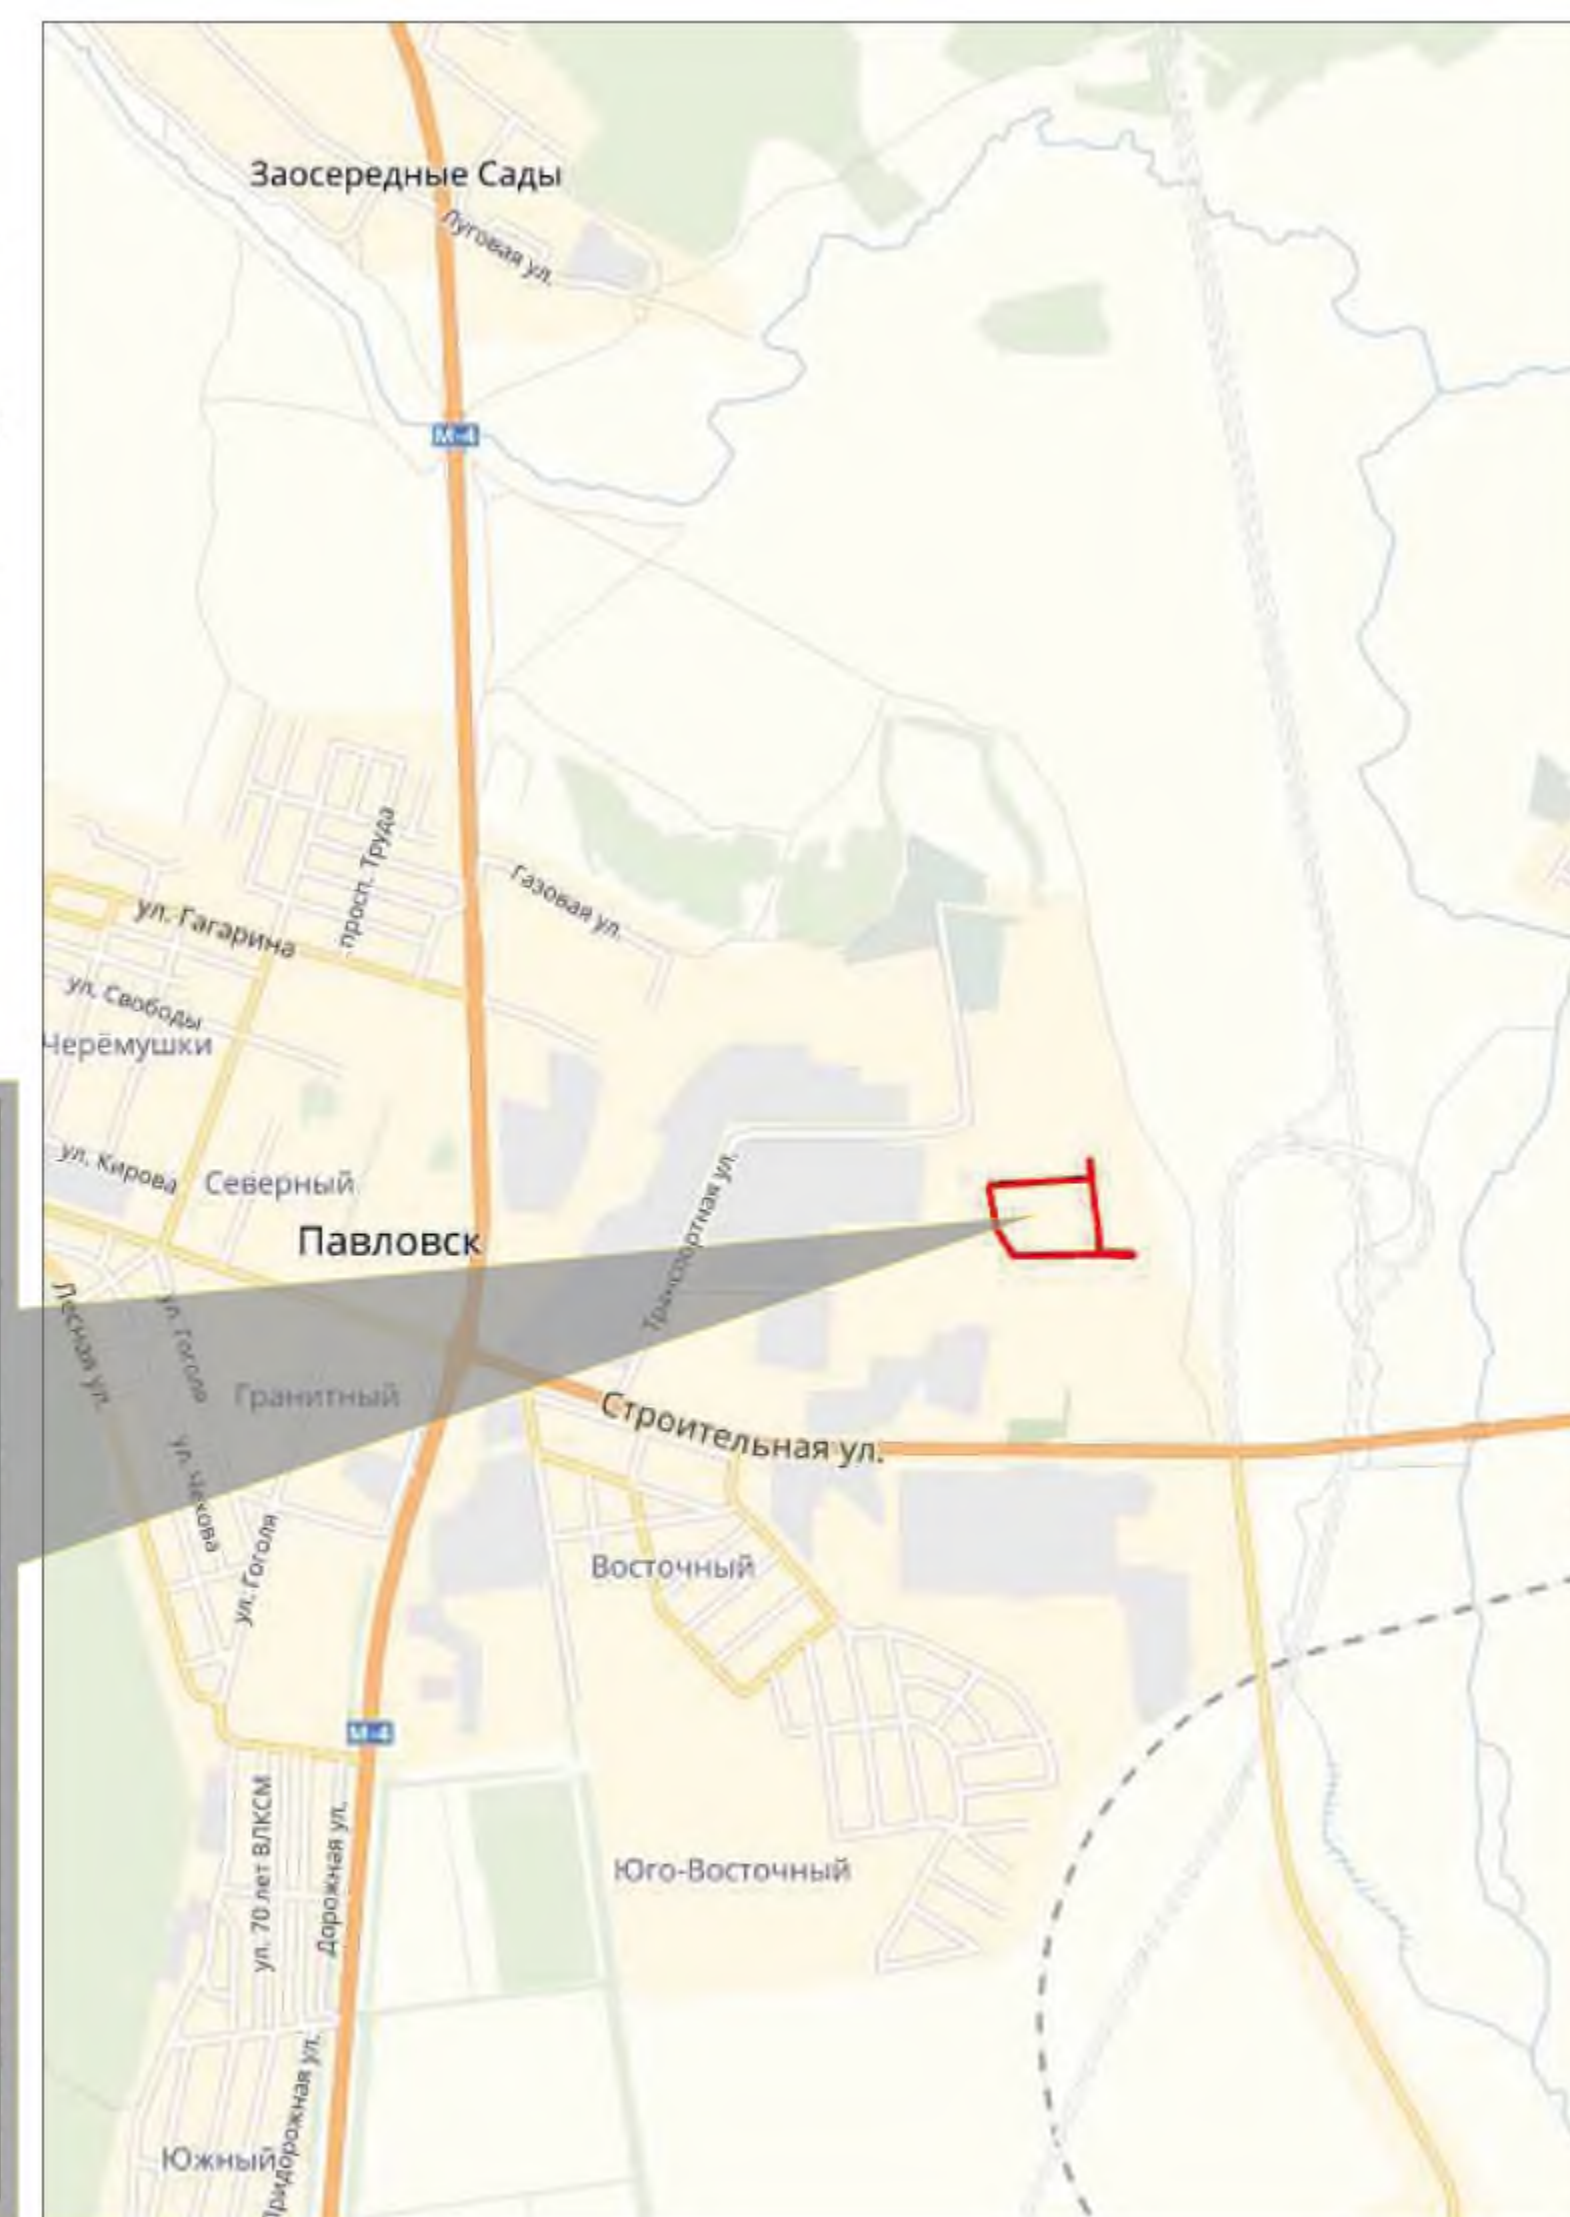 Заосередные Сады
Луговая ул.
М-4
просп. Труда
Газовая ул.
ул. Гагарина
ул. Свободы
Черёмушки
ул. Кирова
Северный
Транспортная ул.
Павловск
Лесная ул.
ул. Гоголя
Гранитный
Строительная ул.
ул. Чехова
ул. Гоголя
Восточный
М-4
ул. 70 лет ВЛКСМ
Дорожная ул.
Юго-Восточный
Придорожная ул.
Южный